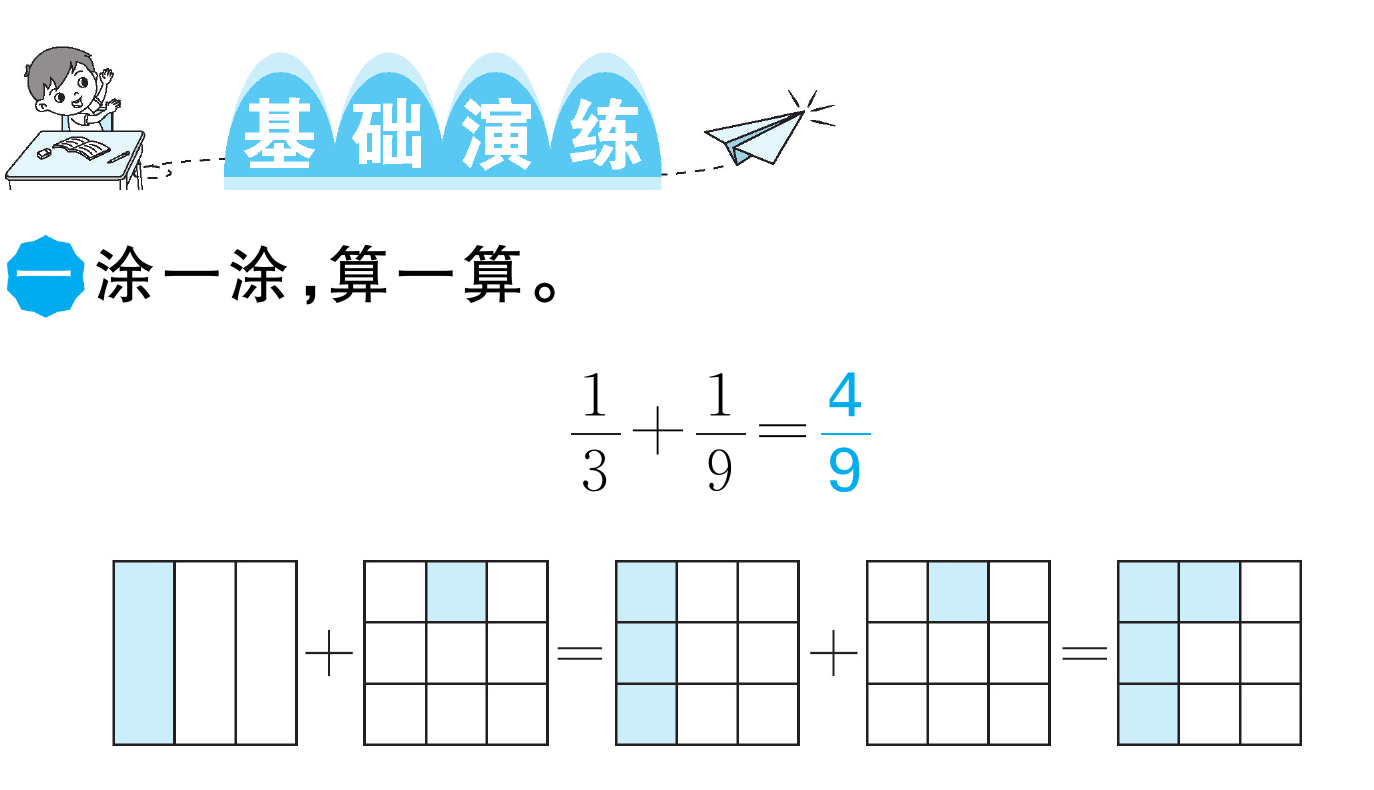 基础演练
一 涂一涂,算一算。
1/3 + 1/9 = 4/9
+ = + =